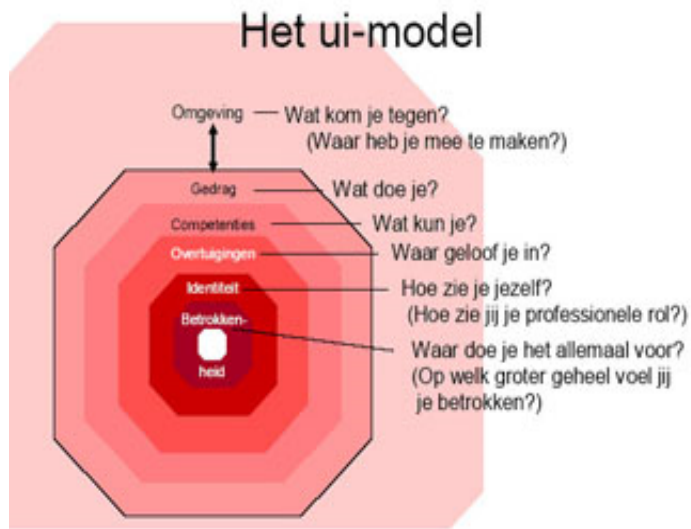 Het ui-model
Omgeving
Wat kom je tegen?
(Waar heb je mee te maken?)
Gedrag
Wat doe je?
Competenties
Wat kun je?
Overtuigingen
Waar geloof je in?
Identiteit
Hoe zie je jezelf?
(Hoe zie jij je professionele rol?)
Betrokken-
heid
Waar doe je het allemaal voor?
(Op welk groter geheel voel jij
je betrokken?)